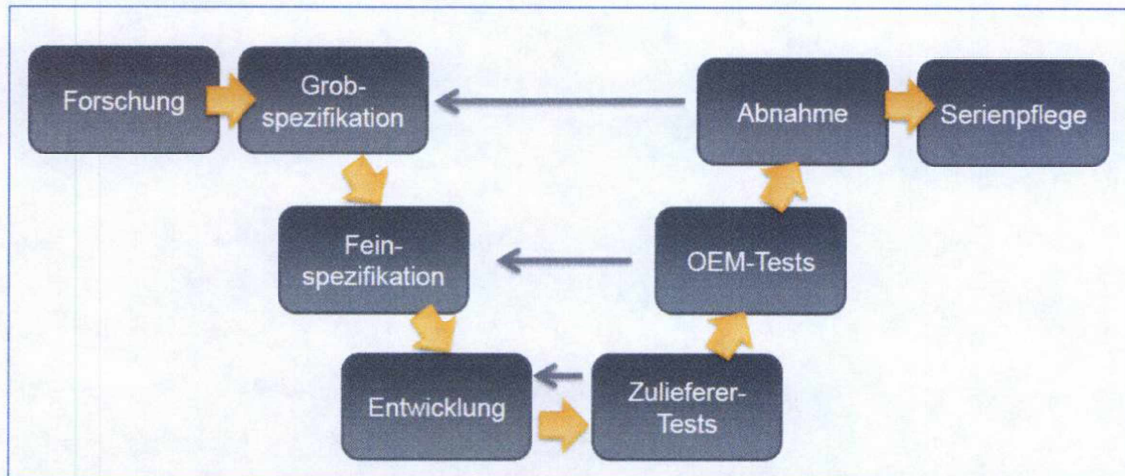 Forschung
Grob-
spezifikation
Abnahme
Serienpflege
Fein-
spezifikation
OEM-Tests
Entwicklung
Zulieferer-
Tests